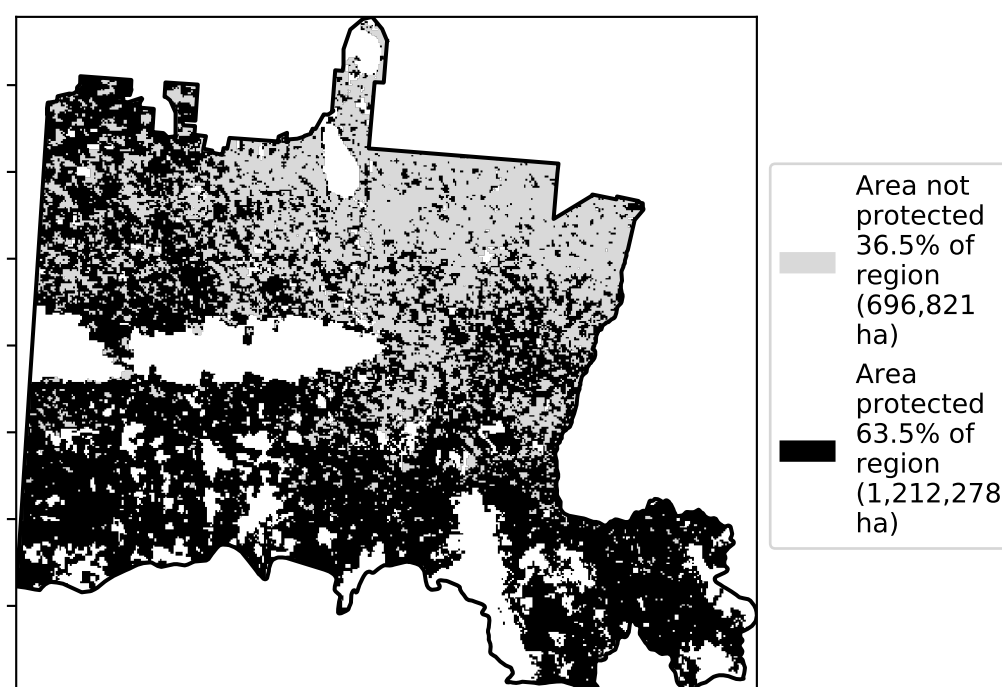 Area not
protected
36.5% of
region
(696,821
ha)
Area
protected
63.5% of
region
(1,212,278
ha)